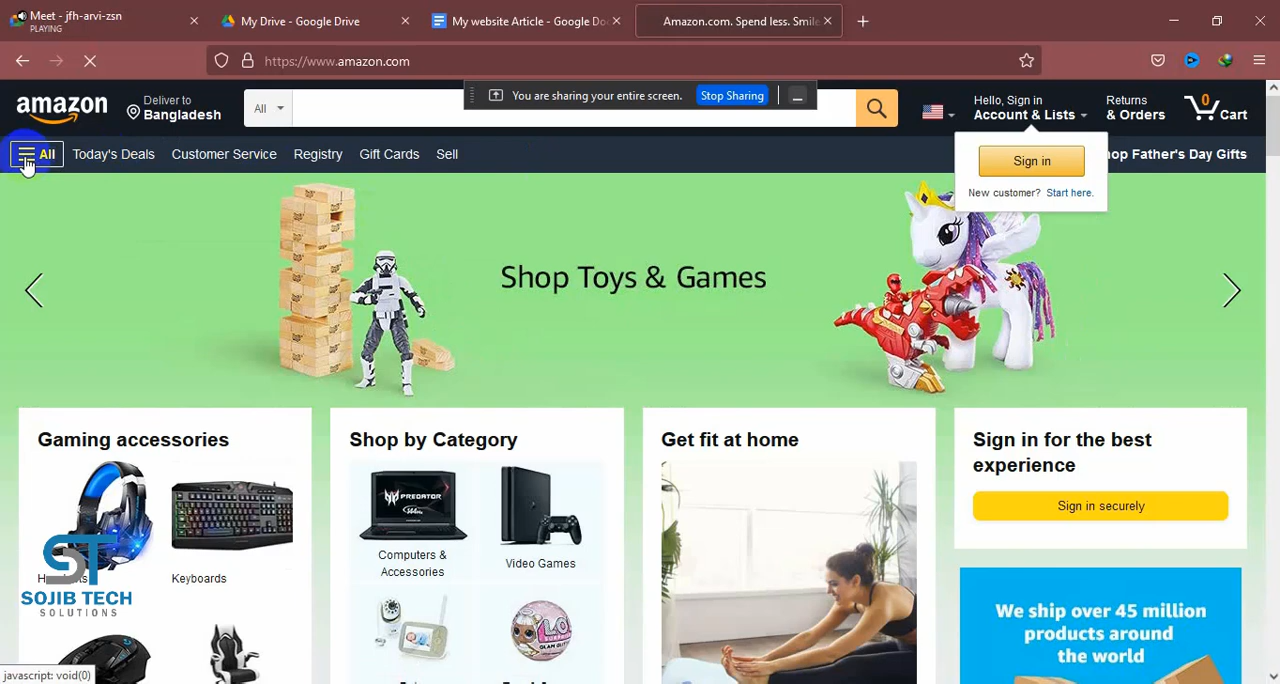 Meet - jfh-arvi-zsn
PLAYING
My Drive - Google Drive
My website Article - Google Do
Amazon.com. Spend less. Smile
https://www.amazon.com
amazon
Deliver to
Bangladesh
All
You are sharing your entire screen.
Stop Sharing
Hello, Sign in
Account & Lists
Returns
& Orders
0
Cart
All
Today's Deals
Customer Service
Registry
Gift Cards
Sell
Sign in
hop Father's Day Gifts
New customer? Start here.
Shop Toys & Games
Gaming accessories
Keyboards
Shop by Category
PREDATOR
Computers &
Accessories
Video Games
Get fit at home
Sign in for the best
experience
Sign in securely
We ship over 45 million
products around
the world
ST
SOJIB TECH
SOLUTIONS
javascript: void(0)